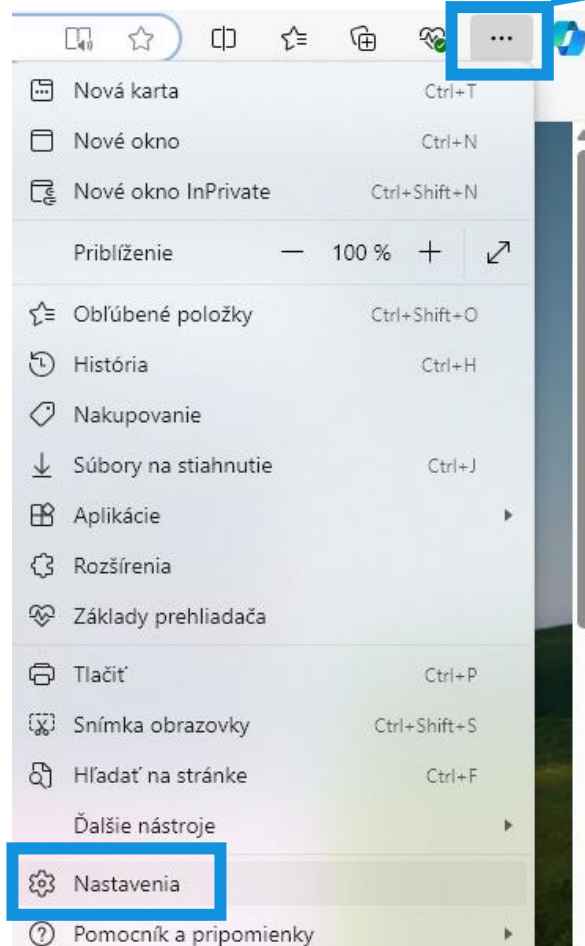 ...
Nová karta Ctrl+T
Nové okno Ctrl+N
Nové okno InPrivate Ctrl+Shift+N
Priblíženie — 100 % +
Obľúbené položky Ctrl+Shift+O
História Ctrl+H
Nakupovanie
Súbory na stiahnutie Ctrl+J
Aplikácie
Rozšírenia
Základy prehliadača
Tlačiť Ctrl+P
Snímka obrazovky Ctrl+Shift+S
Hľadať na stránke Ctrl+F
Ďalšie nástroje
Nastavenia
Pomocník a pripomienky